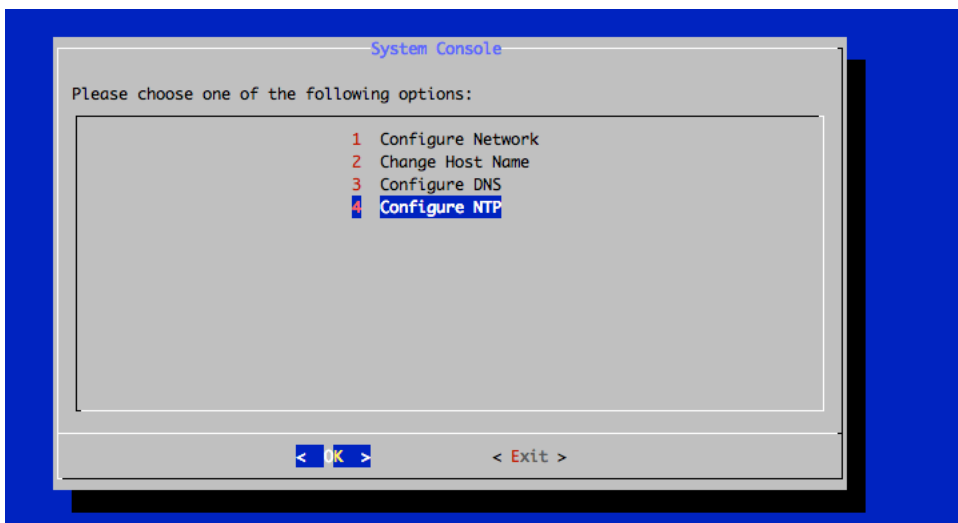 System Console
Please choose one of the following options:
1 Configure Network
2 Change Host Name
3 Configure DNS
4 Configure NTP
< OK > < Exit >